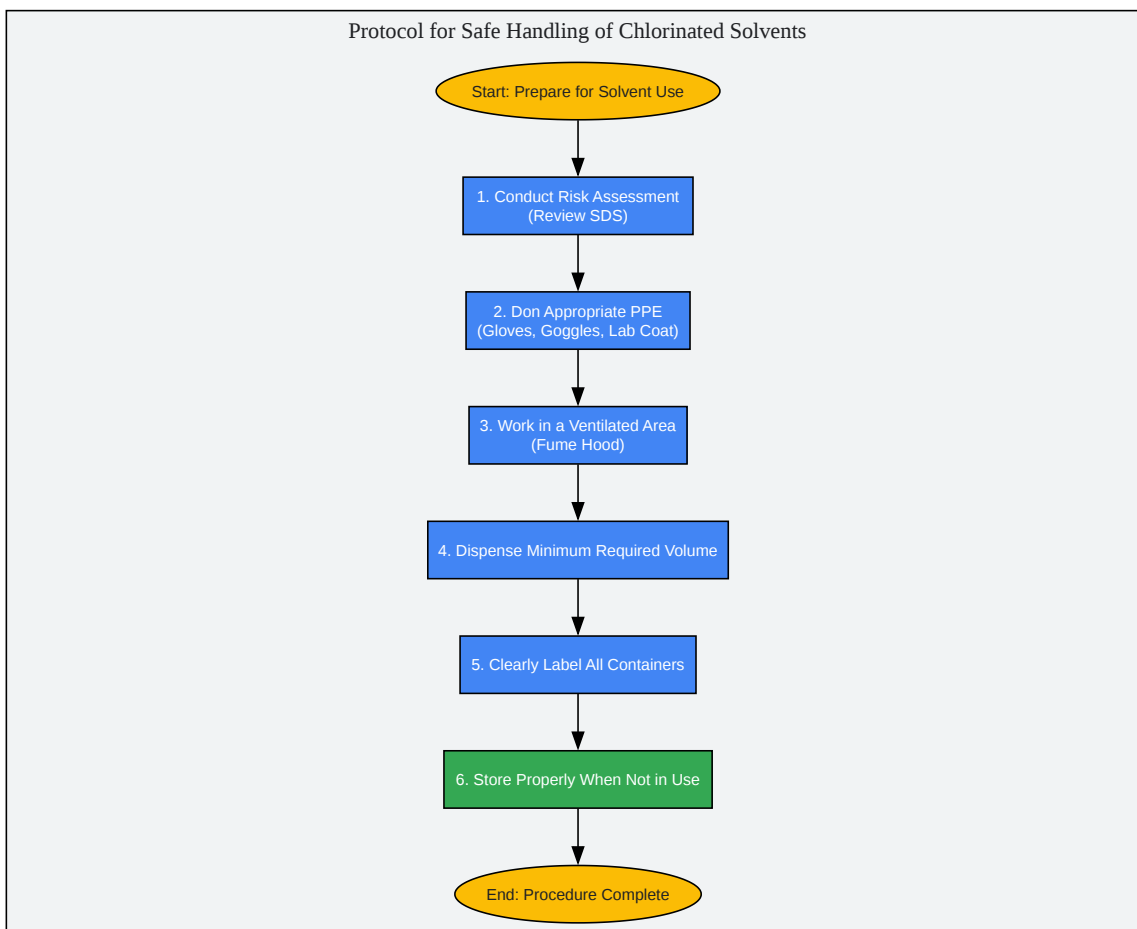 Protocol for Safe Handling of Chlorinated Solvents
Start: Prepare for Solvent Use
1. Conduct Risk Assessment
(Review SDS)
2. Don Appropriate PPE
(Gloves, Goggles, Lab Coat)
3. Work in a Ventilated Area
(Fume Hood)
4. Dispense Minimum Required Volume
5. Clearly Label All Containers
6. Store Properly When Not in Use
End: Procedure Complete